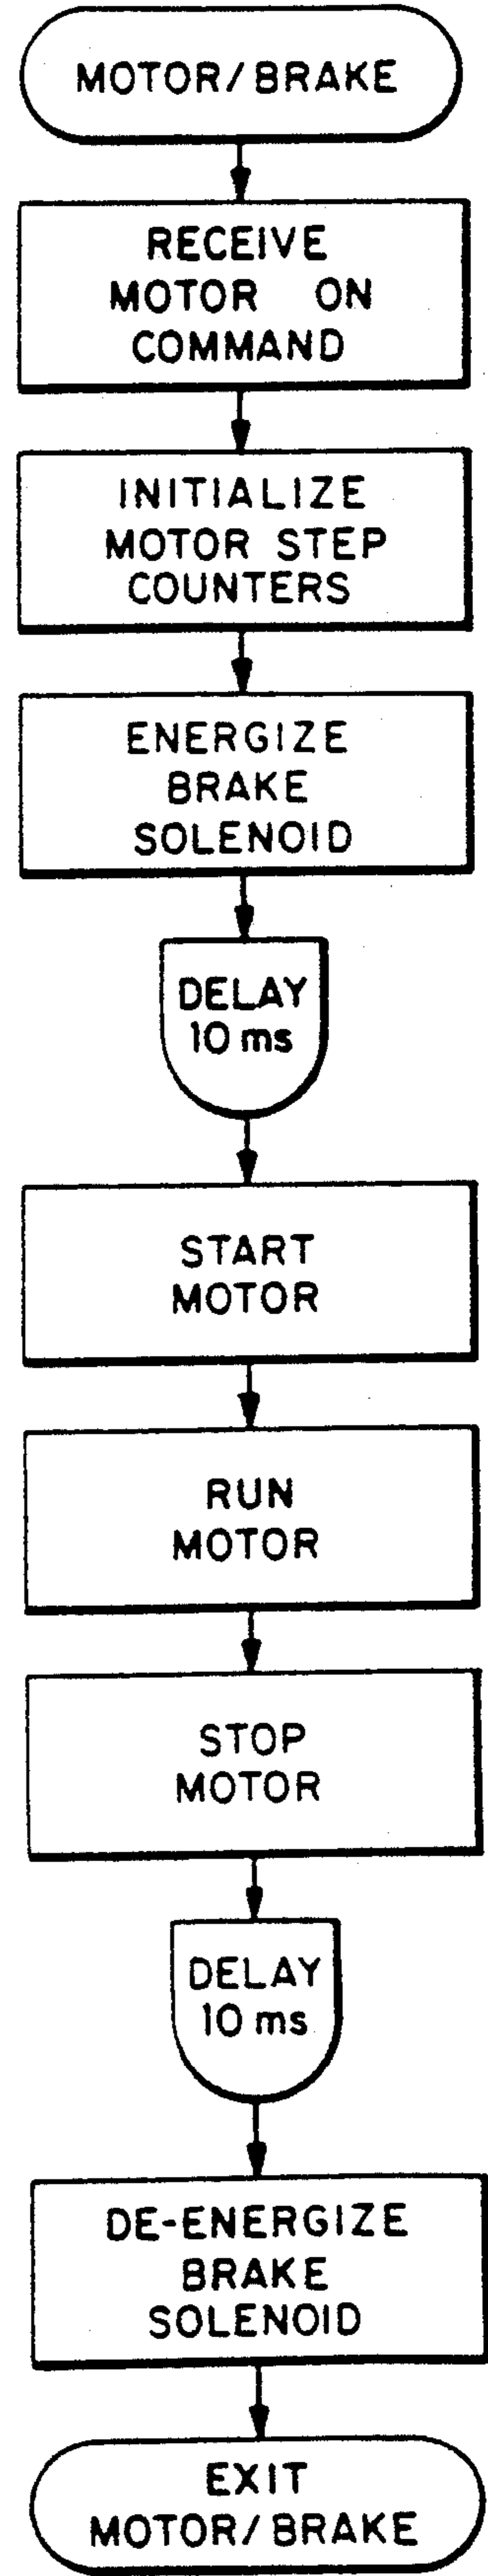 MOTOR/BRAKE
RECEIVE
MOTOR ON
COMMAND
INITIALIZE
MOTOR STEP
COUNTERS
ENERGIZE
BRAKE
SOLENOID
DELAY
10 ms
START
MOTOR
RUN
MOTOR
STOP
MOTOR
DELAY
10 ms
DE-ENERGIZE
BRAKE
SOLENOID
EXIT
MOTOR/BRAKE